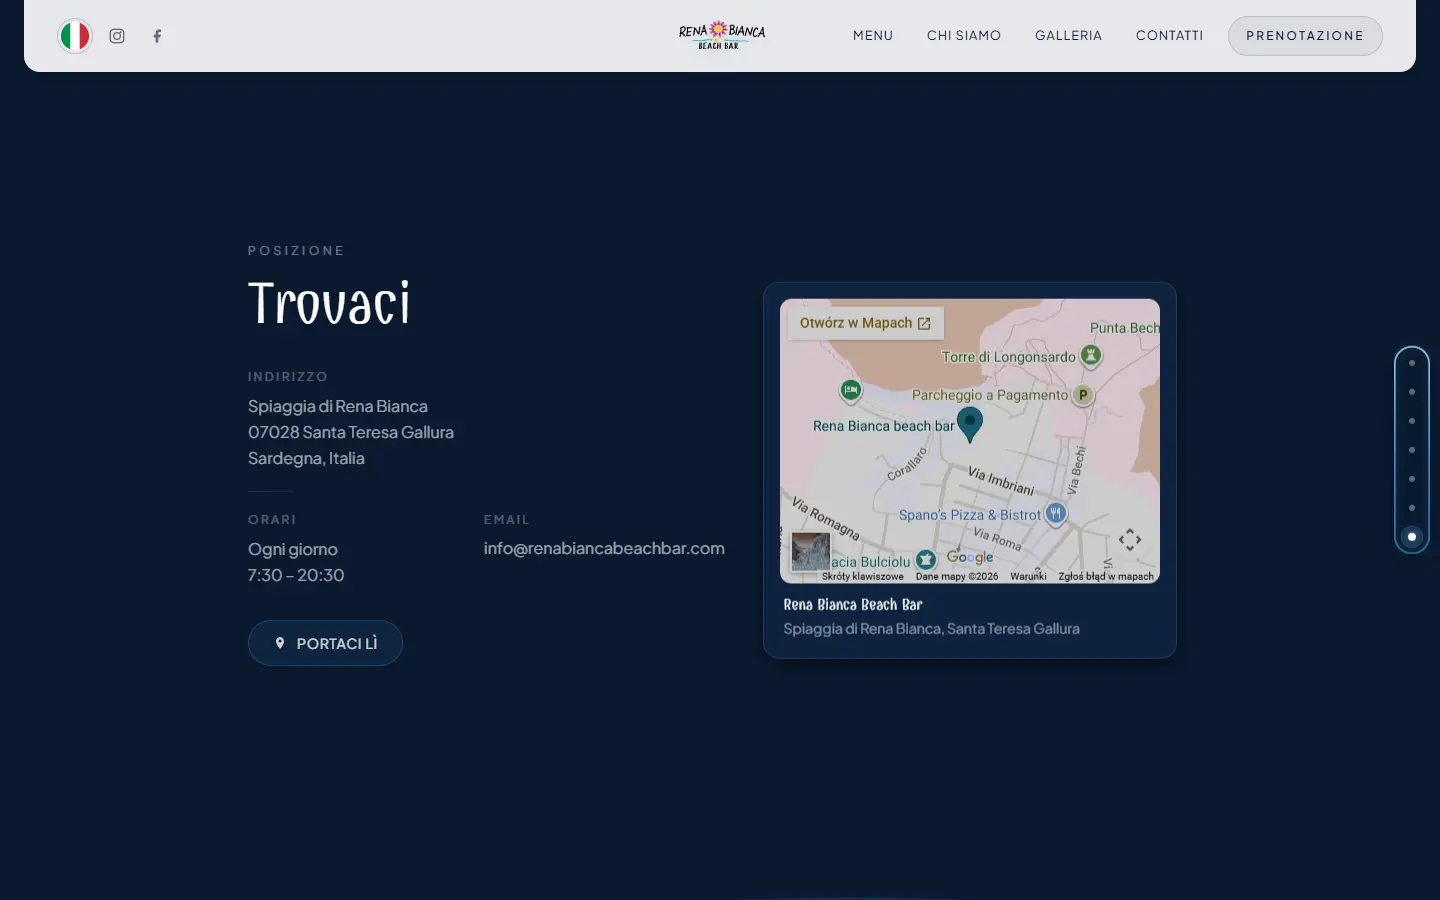 RENA BIANCA
BEACH BAR
MENU
CHI SIAMO
GALLERIA
CONTATTI
PRENOTAZIONE
POSIZIONE
Trovaci
INDIRIZZO
Spiaggia di Rena Bianca
07028 Santa Teresa Gallura
Sardegna, Italia
ORARI
Ogni giorno
7:30 – 20:30
EMAIL
info@renabiancabeachbar.com
PORTACI LÌ
Otwórz w Mapach
Punta Bech
Torre di Longonsardo
Parcheggio a Pagamento
P
Rena Bianca beach bar
Corallaro
Via Bechi
Via Imbriani
Via Romagna
Spano's Pizza & Bistrot
Via Roma
acia Bulciolu
Google
Vi
Skróty klawiszowe
Dane mapy ©2026
Warunki
Zgłoś błąd w mapach
Rena Bianca Beach Bar
Spiaggia di Rena Bianca, Santa Teresa Gallura